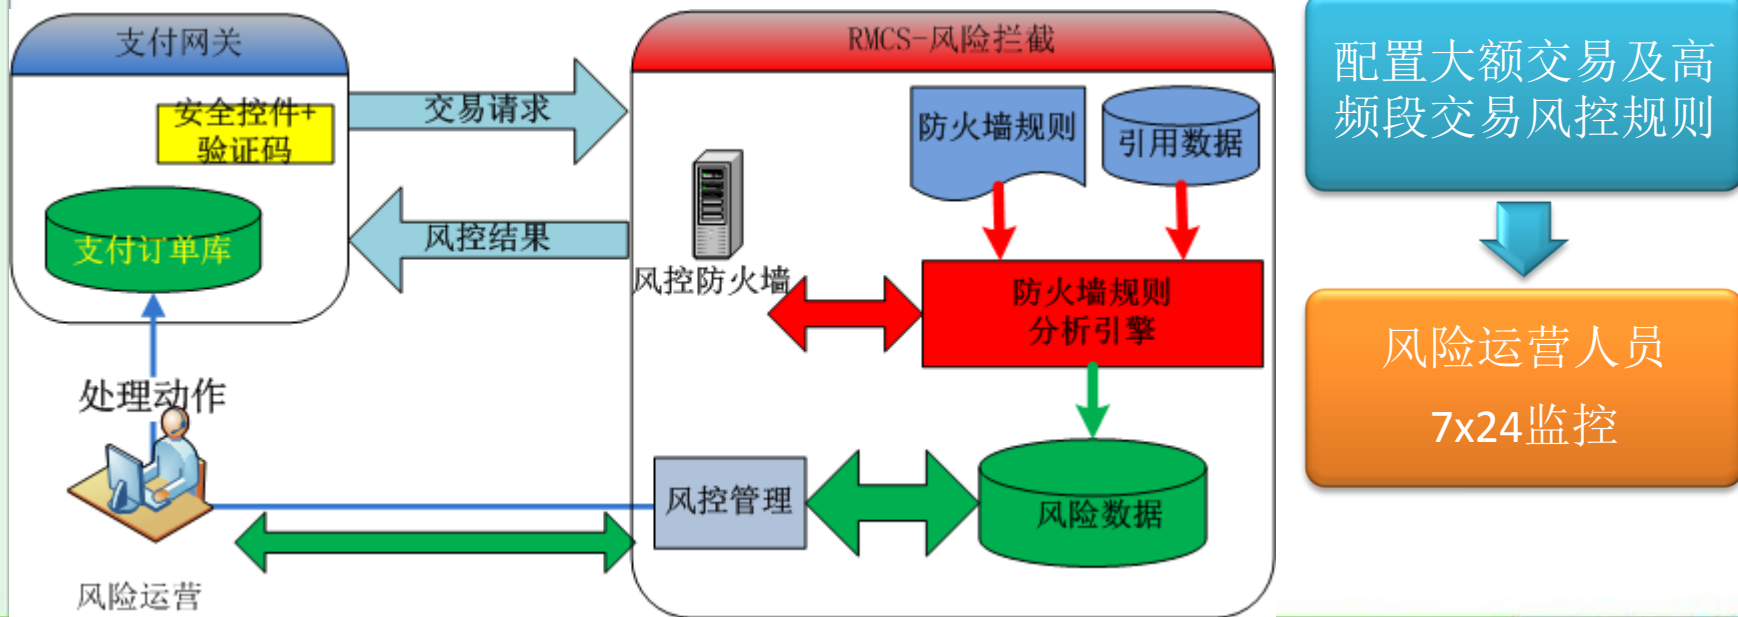 支付网关
安全控件+
验证码
支付订单库
处理动作
风险运营
交易请求
风控结果
RMCS-风险拦截
防火墙规则
引用数据
风控防火墙
防火墙规则
分析引擎
风控管理
风险数据
配置大额交易及高
频段交易风控规则
风险运营人员
7x24监控